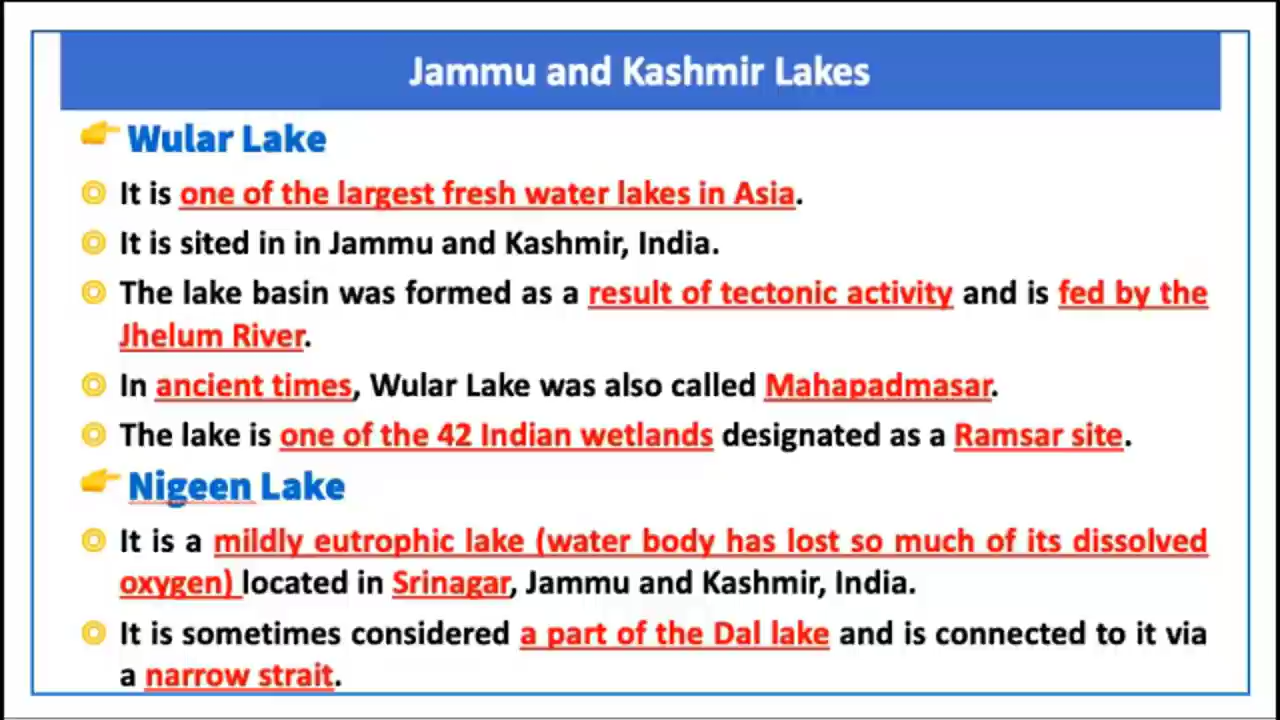 Jammu and Kashmir Lakes
Wular Lake
It is one of the largest fresh water lakes in Asia.
It is sited in in Jammu and Kashmir, India.
The lake basin was formed as a result of tectonic activity and is fed by the
Jhelum River.
In ancient times, Wular Lake was also called Mahapadmasar.
The lake is one of the 42 Indian wetlands designated as a Ramsar site.
Nigeen Lake
It is a mildly eutrophic lake (water body has lost so much of its dissolved
oxygen) located in Srinagar, Jammu and Kashmir, India.
It is sometimes considered a part of the Dal lake and is connected to it via
a narrow strait.